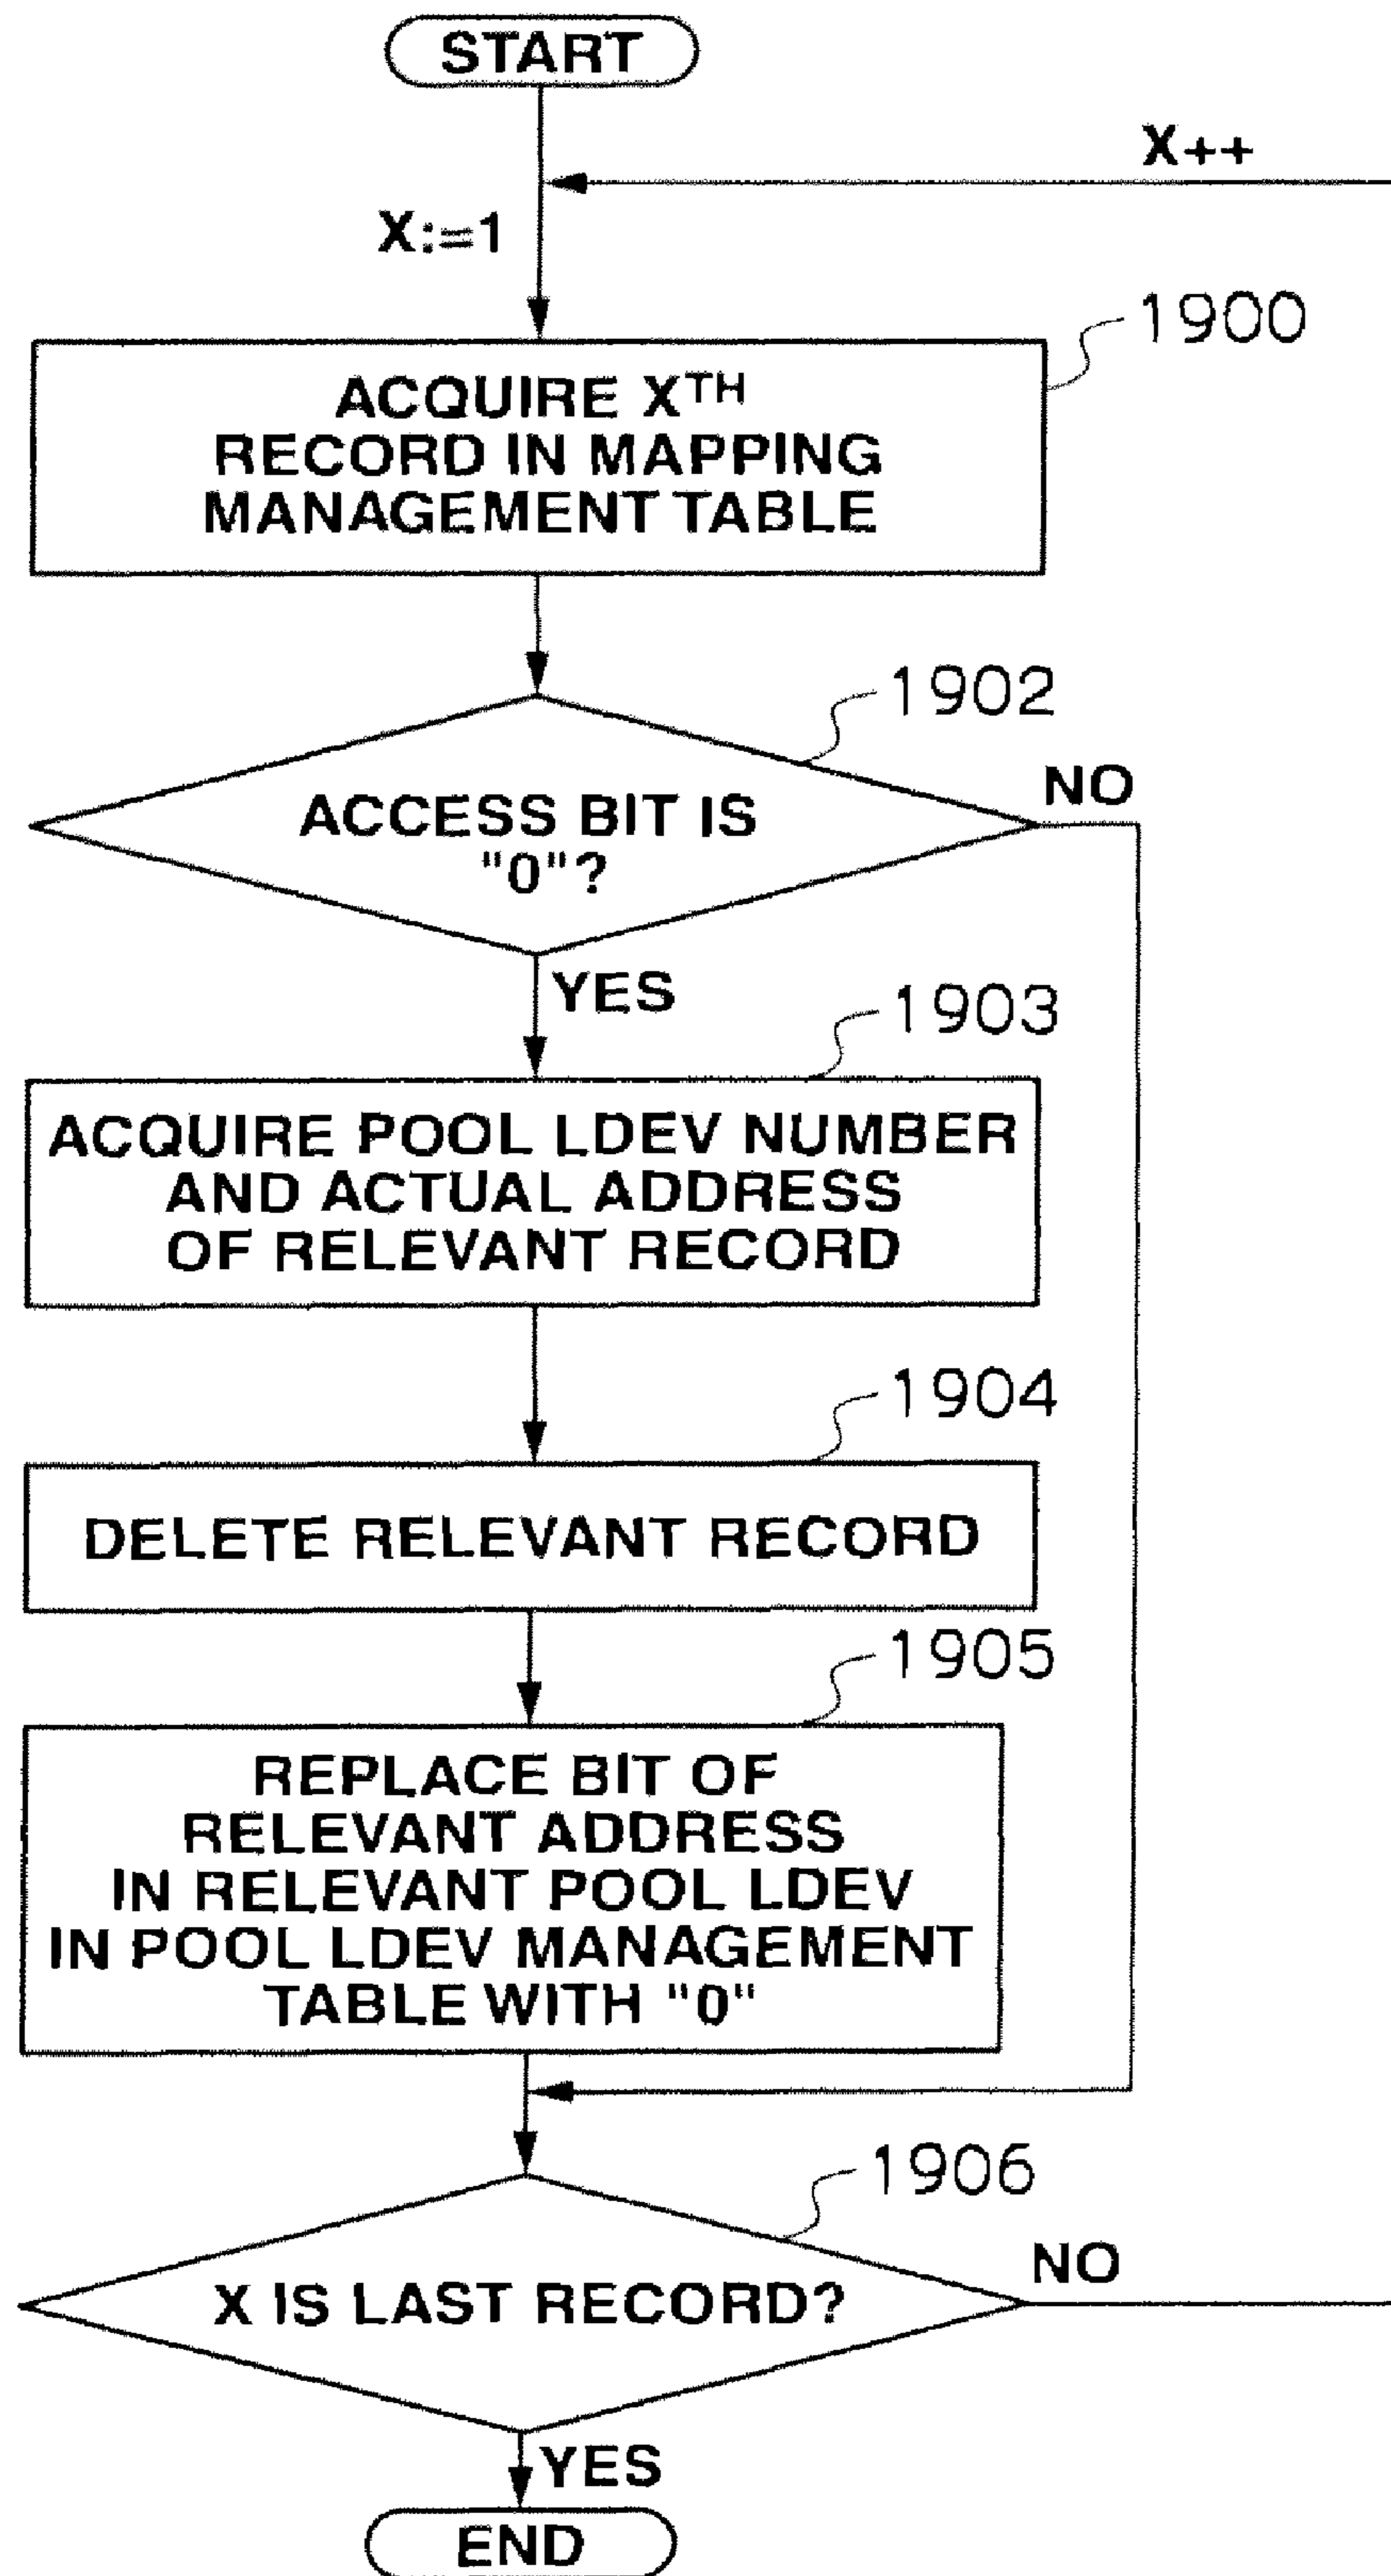 START
X++
X:=1
1900
ACQUIRE XTH
RECORD IN MAPPING
MANAGEMENT TABLE
1902
NO
ACCESS BIT IS
"0"?
YES
1903
ACQUIRE POOL LDEV NUMBER
AND ACTUAL ADDRESS
OF RELEVANT RECORD
1904
DELETE RELEVANT RECORD
1905
REPLACE BIT OF
RELEVANT ADDRESS
IN RELEVANT POOL LDEV
IN POOL LDEV MANAGEMENT
TABLE WITH "0"
1906
NO
X IS LAST RECORD?
YES
END